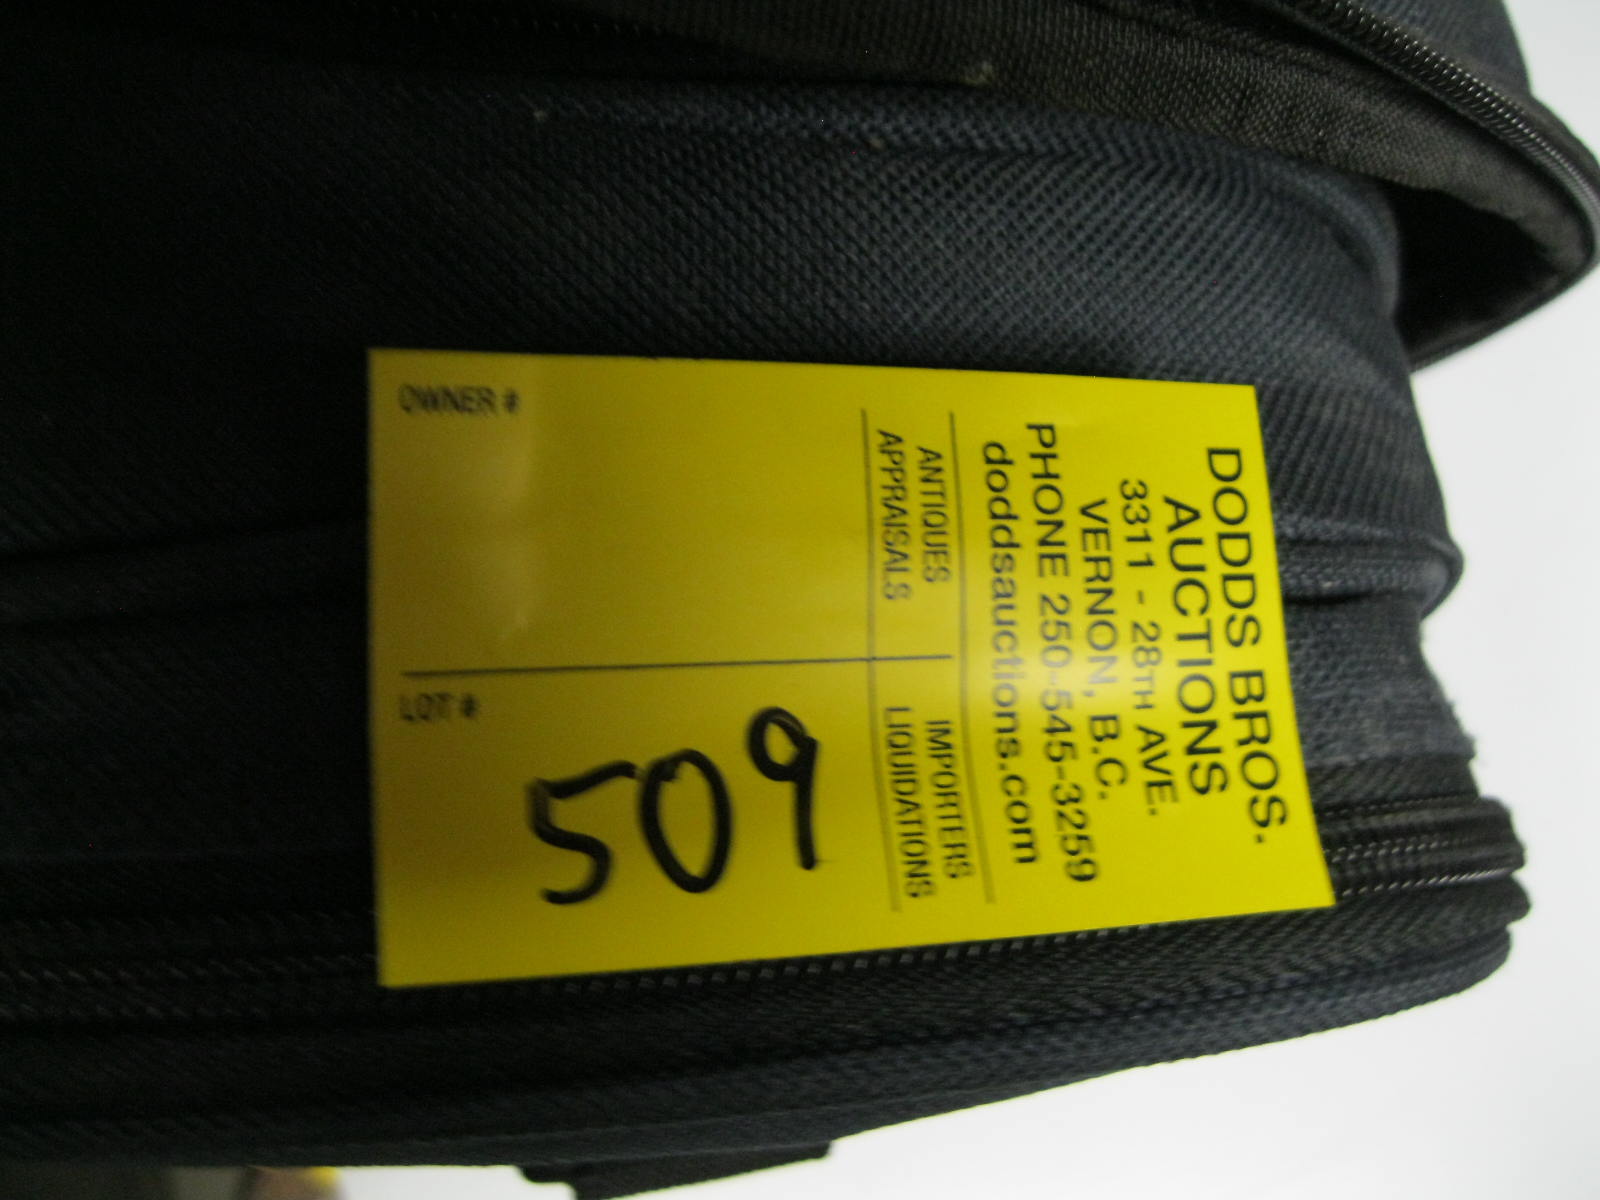 DODDS BROS.
AUCTIONS
3311 - 28TH AVE.
VERNON, B.C.
PHONE 250-545-3259
doddsauctions.com
ANTIQUES
APPRAISALS
IMPORTERS
LIQUIDATIONS
OWNER #
LOT #
509